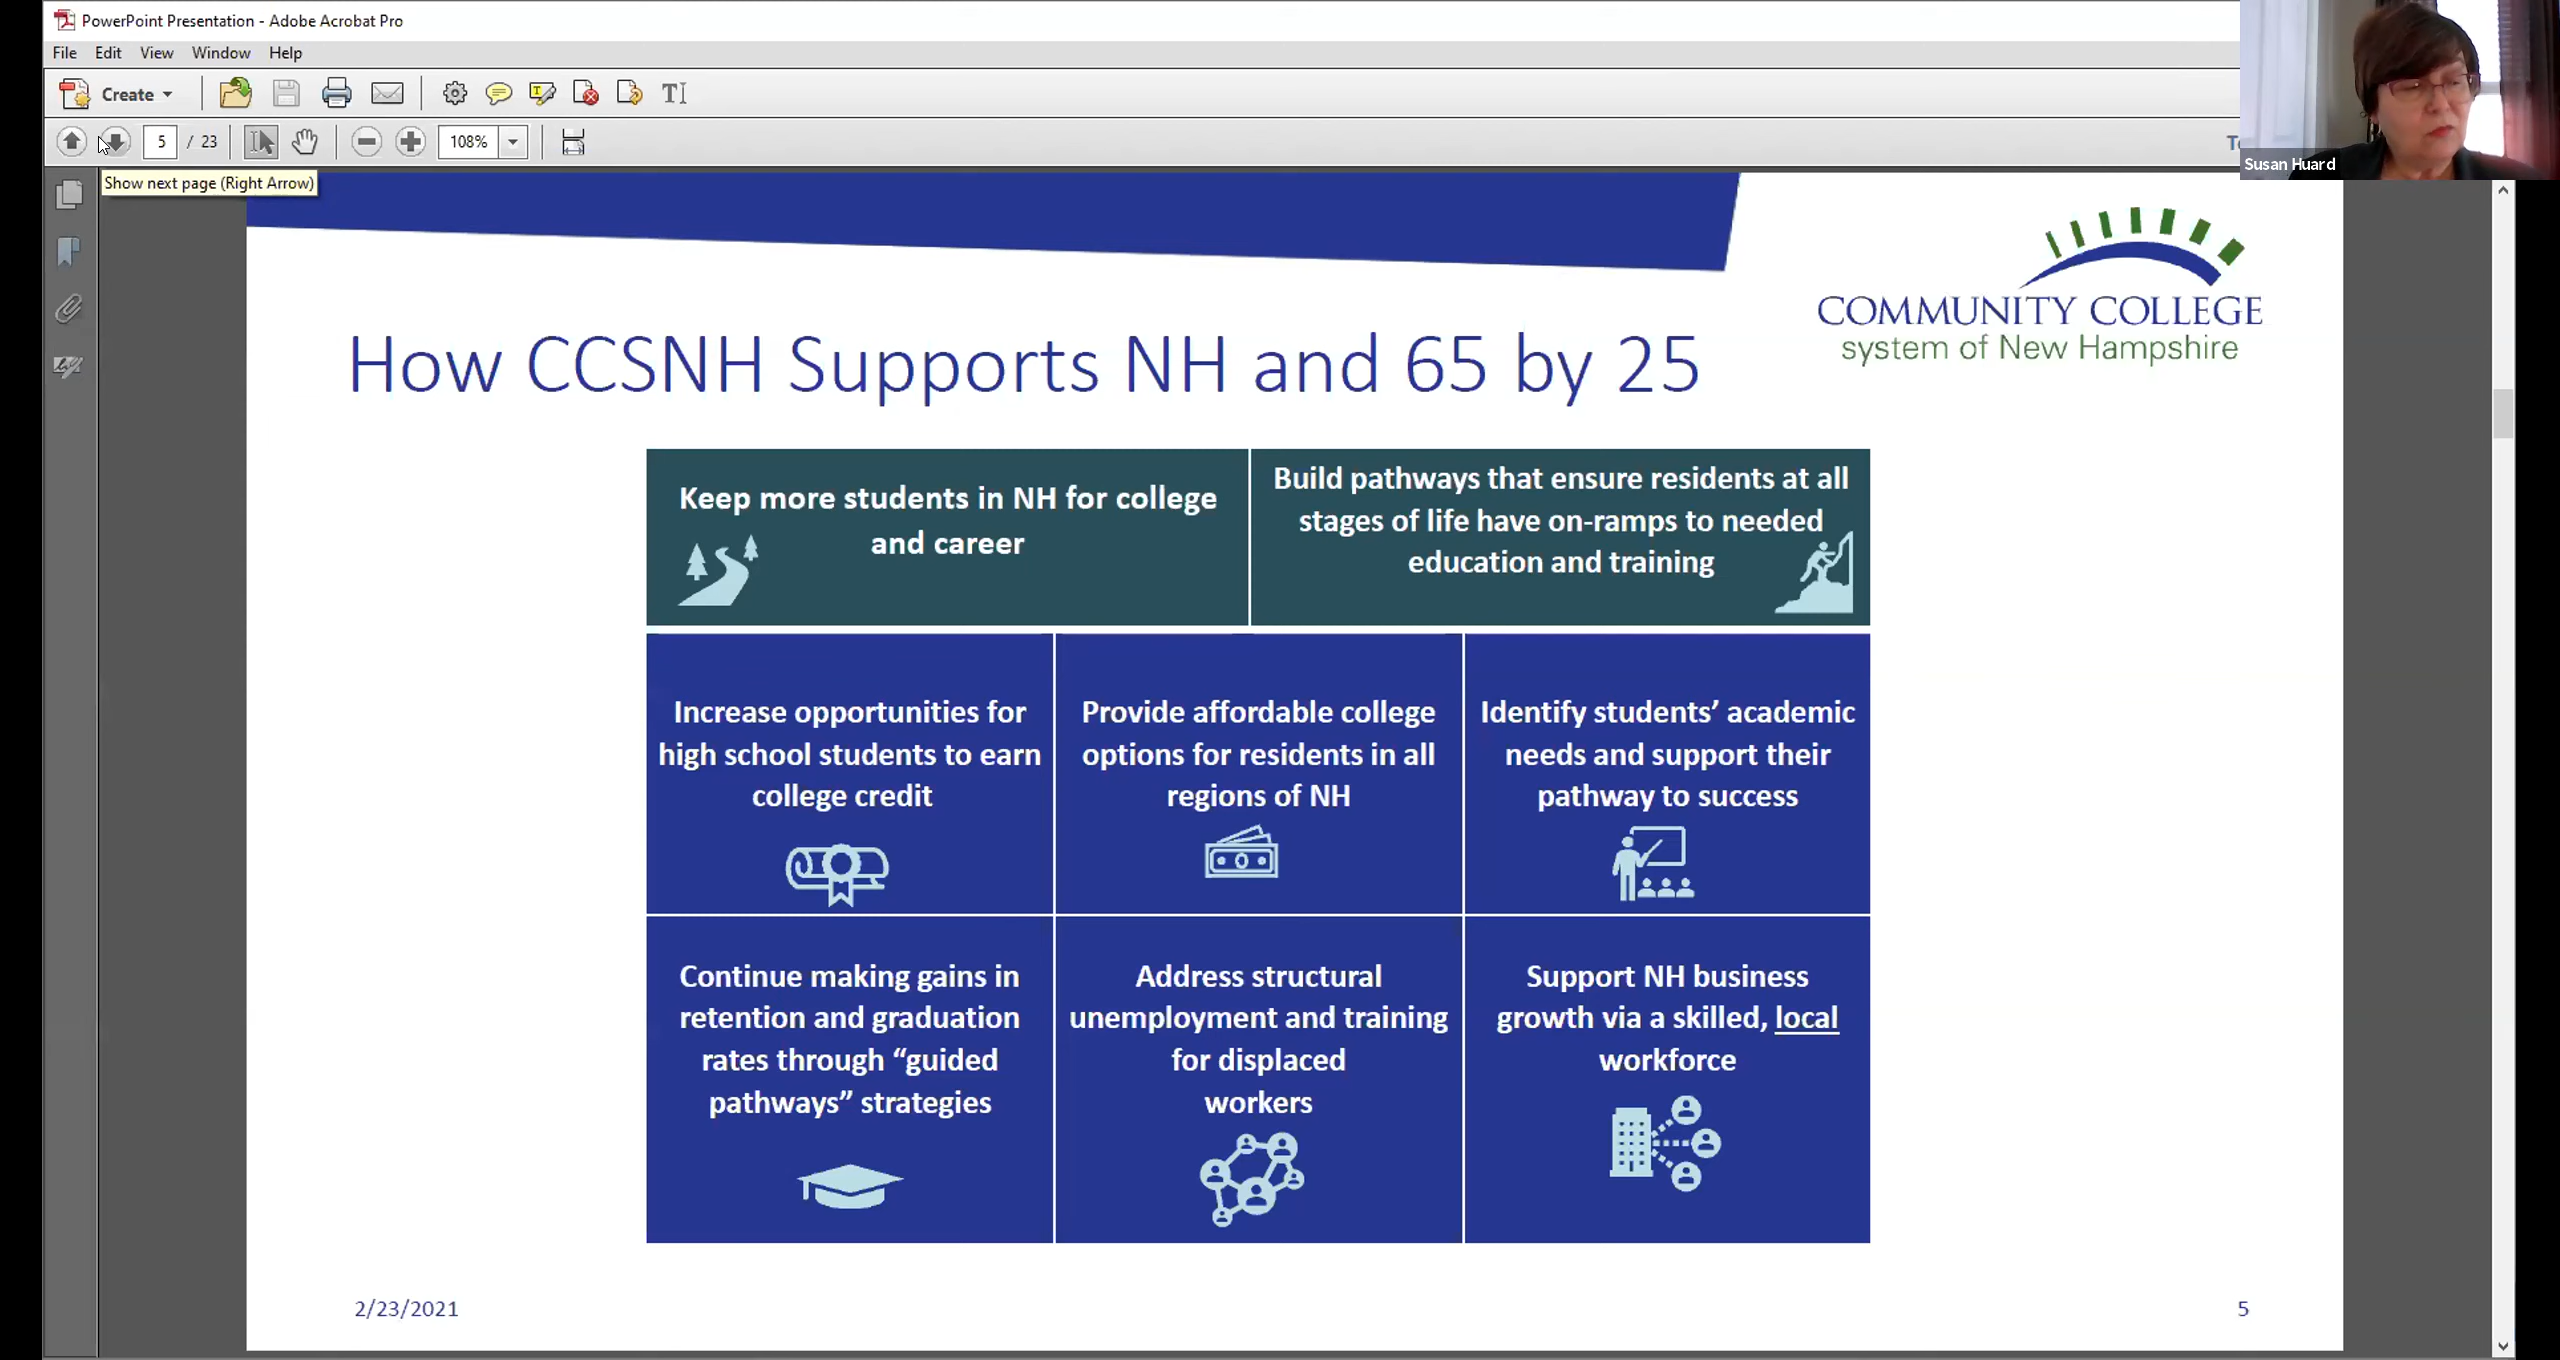 PowerPoint Presentation - Adobe Acrobat Pro
File Edit View Window Help
Create
5 / 23
108%
Show next page (Right Arrow)
Susan Huard
COMMUNITY COLLEGE
system of New Hampshire
How CCSNH Supports NH and 65 by 25
Keep more students in NH for college
and career
Build pathways that ensure residents at all
stages of life have on-ramps to needed
education and training
Increase opportunities for
high school students to earn
college credit
Provide affordable college
options for residents in all
regions of NH
Identify students’ academic
needs and support their
pathway to success
Continue making gains in
retention and graduation
rates through “guided
pathways” strategies
Address structural
unemployment and training
for displaced
workers
Support NH business
growth via a skilled, local
workforce
2/23/2021
5